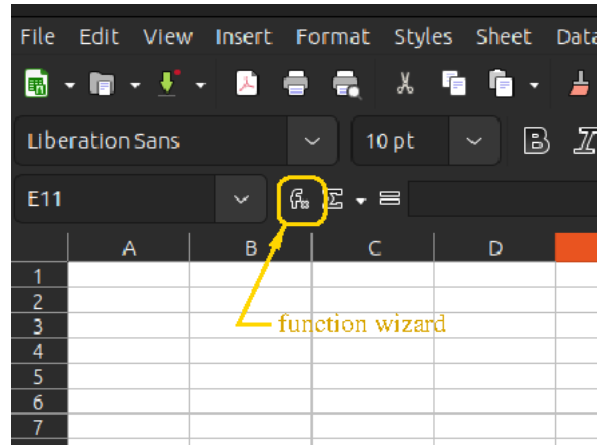 File Edit View Insert Format Styles Sheet Data
Liberation Sans 10 pt B I
E11 fx Σ =
A B C D
1
2
3 function wizard
4
5
6
7